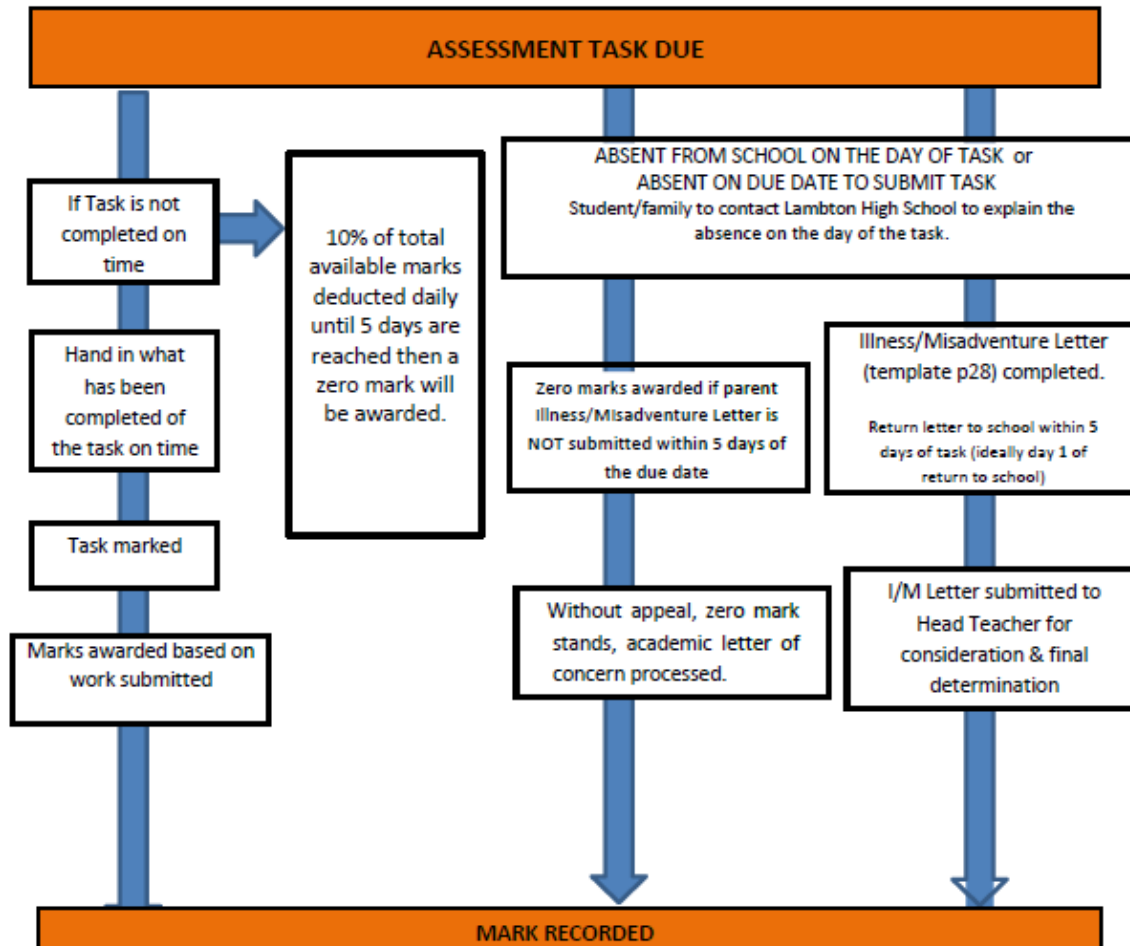 ASSESSMENT TASK DUE
If Task is not
completed on
time
Hand in what
has been
completed of
the task on time
Task marked
Marks awarded based on
work submitted
10% of total
available marks
deducted daily
until 5 days are
reached then a
zero mark will
be awarded.
ABSENT FROM SCHOOL ON THE DAY OF TASK or
ABSENT ON DUE DATE TO SUBMIT TASK
Student/family to contact Lambton High School to explain the
absence on the day of the task.
Zero marks awarded if parent
Illness/Misadventure Letter is
NOT submitted within 5 days of
the due date
Without appeal, zero mark
stands, academic letter of
concern processed.
Illness/Misadventure Letter
(template p28) completed.
Return letter to school within 5
days of task (ideally day 1 of
return to school)
I/M Letter submitted to
Head Teacher for
consideration & final
determination
MARK RECORDED